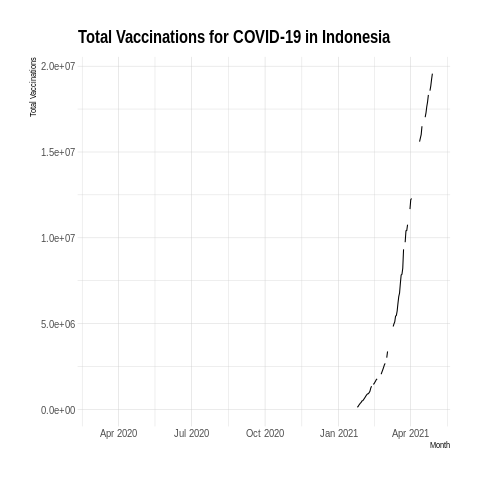 Total Vaccinations for COVID-19 in Indonesia
Total Vaccinations
2.0e+07
1.5e+07
1.0e+07
5.0e+06
0.0e+00
Apr 2020 Jul 2020 Oct 2020 Jan 2021 Apr 2021
Month